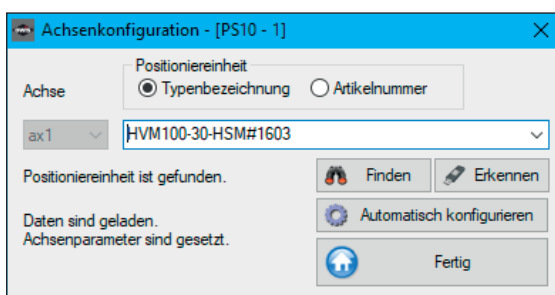 Achsenkonfiguration - [PS10 - 1]
Positioniereinheit
Achse
Typenbezeichnung
Artikelnummer
ax1
HVM100-30-HSM#1603
Positioniereinheit ist gefunden.
Finden
Erkennen
Daten sind geladen.
Achsenparameter sind gesetzt.
Automatisch konfigurieren
Fertig